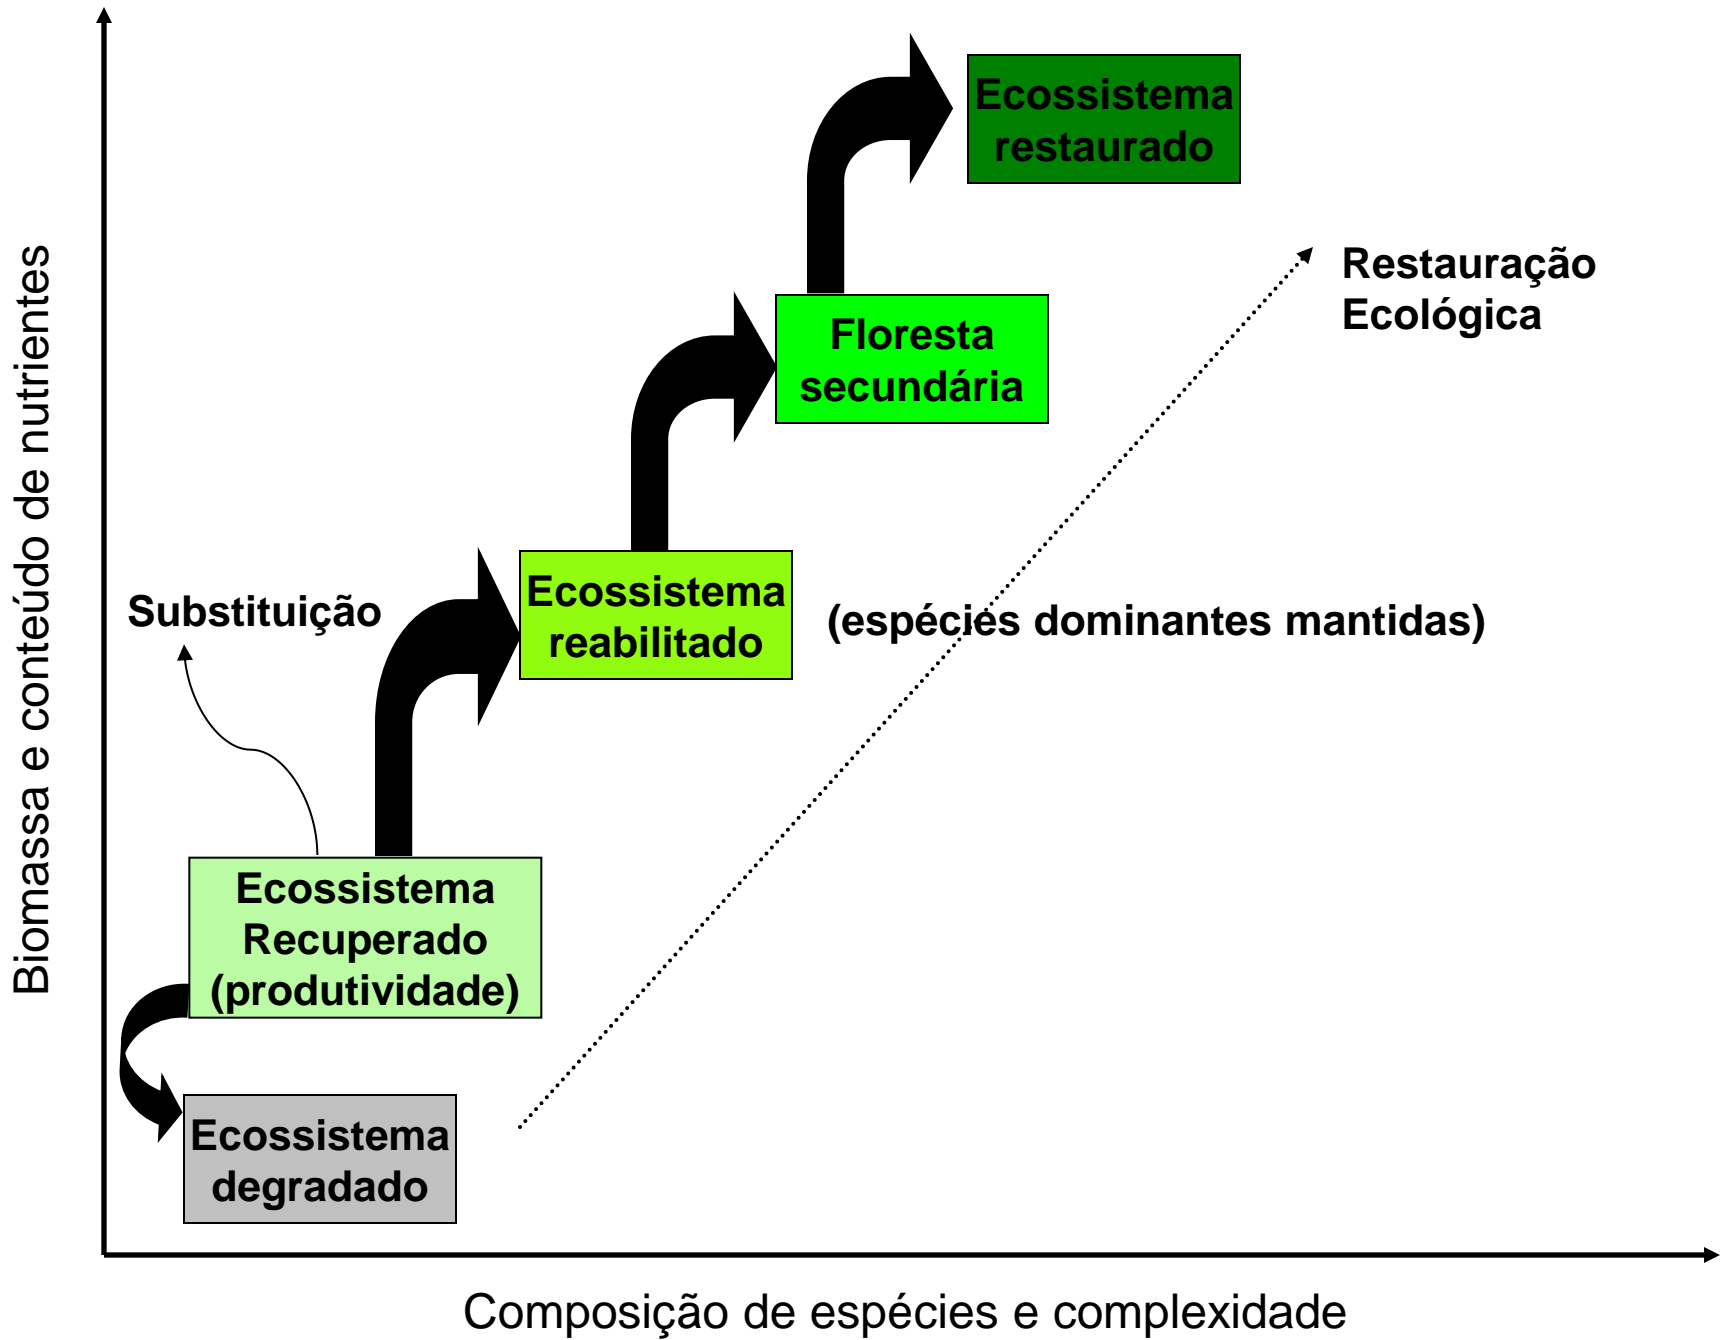 Ecossistema
restaurado
Restauração
Ecológica
Floresta
secundária
Biomassa e conteúdo de nutrientes
Substituição
Ecossistema
reabilitado
(espécies dominantes mantidas)
Ecossistema
Recuperado
(produtividade)
Ecossistema
degradado
Composição de espécies e complexidade